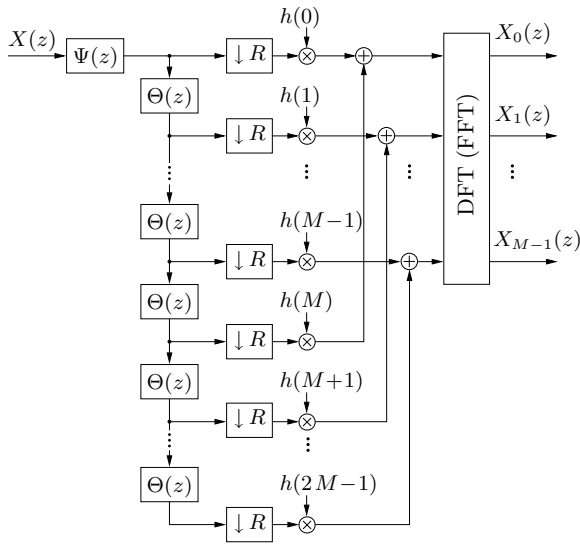 h(0)
X(z) Ψ(z) ↓ R × + X_0(z)
Θ(z)
h(1)
↓ R × + X_1(z)
DFT (FFT)
Θ(z)
h(M−1)
↓ R × + X_{M−1}(z)
Θ(z)
h(M)
↓ R ×
Θ(z)
h(M+1)
↓ R ×
Θ(z)
h(2M−1)
↓ R ×